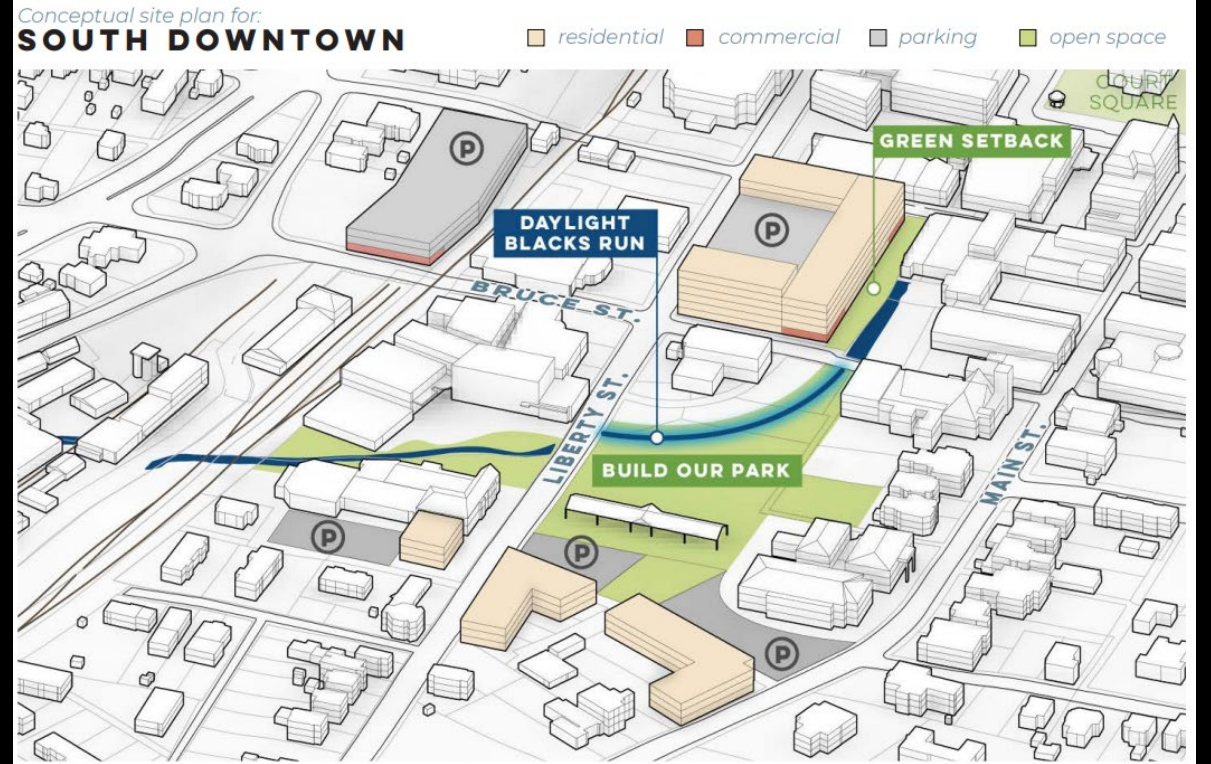 Conceptual site plan for:
SOUTH DOWNTOWN
residential
commercial
parking
open space
COURT
SQUARE
P
GREEN SETBACK
DAYLIGHT
BLACKS RUN
P
BRUCE ST.
LIBERTY ST.
BUILD OUR PARK
MAIN ST.
P
P
P